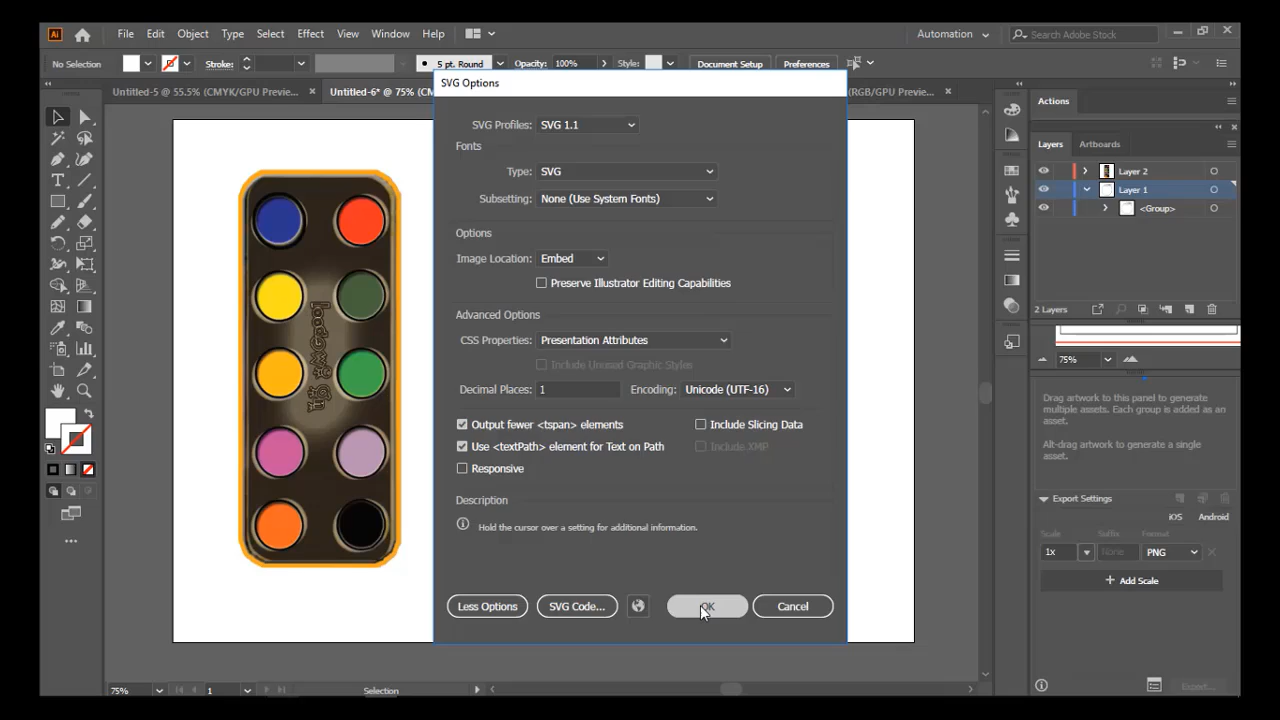 Ai File Edit Object Type Select Effect View Window Help Automation Search Adobe Stock
No Selection Stroke: 5 pt. Round Opacity: 100% Style: Document Setup Preferences
Untitled-5 @ 55.5% (CMYK/GPU Previe... × Untitled-6* @ 75% (CM (RGB/GPU Previe... ×
SVG Options
SVG Profiles: SVG 1.1
Fonts
Type: SVG
Subsetting: None (Use System Fonts)
Options
Image Location: Embed
Preserve Illustrator Editing Capabilities
Advanced Options
CSS Properties: Presentation Attributes
Include Unused Graphic Styles
Decimal Places: 1 Encoding: Unicode (UTF-16)
Output fewer <tspan> elements Include Slicing Data
Use <textPath> element for Text on Path Include XMP
Responsive
Description
Hold the cursor over a setting for additional information.
Less Options SVG Code... OK Cancel
Actions
Layers Artboards
Layer 2
Layer 1
<Group>
2 Layers
75%
Drag artwork to this panel to generate
multiple assets. Each group is added as
an asset.
Alt-drag artwork to generate a single
asset.
Export Settings
iOS Android
Scale Suffix Format
1x None PNG
+ Add Scale
Export...
75% 1 Selection